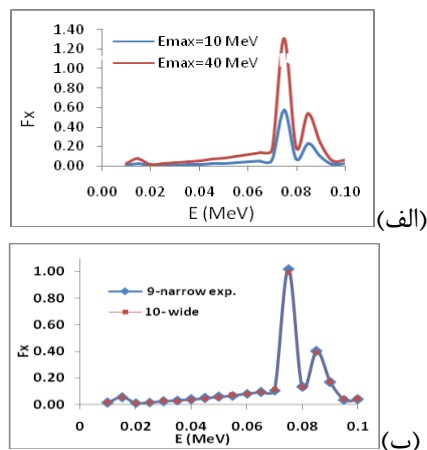 1.40
1.20
1.00
0.80
0.60
0.40
0.20
0.00
Fx
Emax=10 MeV
Emax=40 MeV
0.00 0.02 0.04 0.06 0.08 0.10
E (MeV)
(الف)
1.00
0.80
0.60
0.40
0.20
0.00
Fx
9-narrow exp.
10- wide
0 0.02 0.04 0.06 0.08 0.1
E (MeV)
(ب)